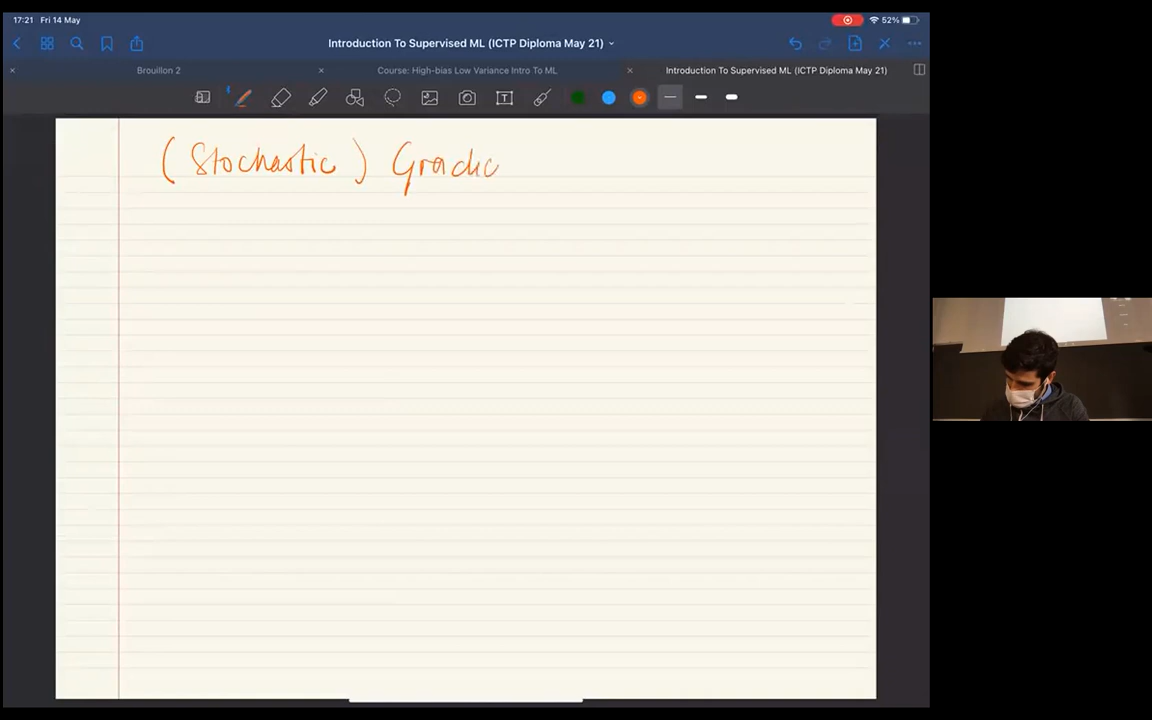 17:21 Fri 14 May
52%
Introduction To Supervised ML (ICTP Diploma May 21)
Brouillon 2
Course: High-bias Low Variance Intro To ML
Introduction To Supervised ML (ICTP Diploma May 21)
(Stochastic) Gradie